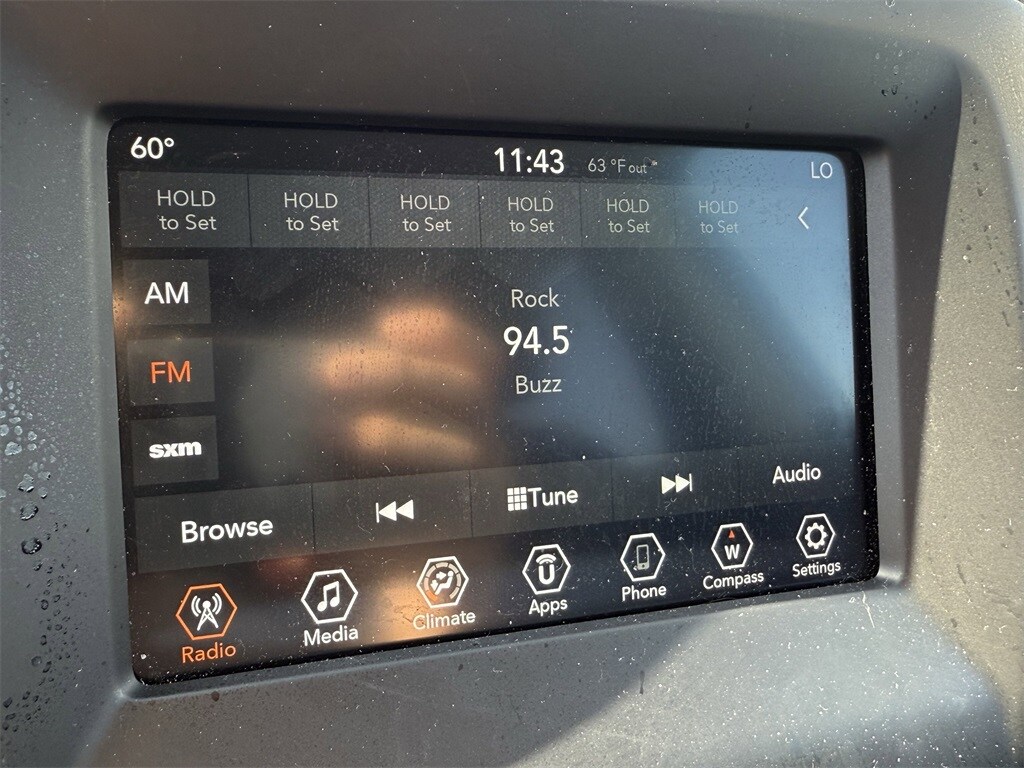 60° 11:43 63 °F out LO
HOLD HOLD HOLD HOLD HOLD HOLD
to Set to Set to Set to Set to Set to Set
AM
Rock
94.5
FM
Buzz
sxm
Browse Tune Audio
W
Radio Media Climate Apps Phone Compass Settings